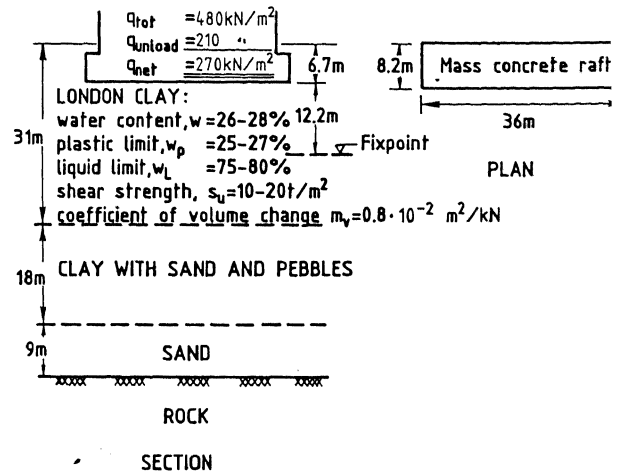 q_tot =480kN/m²
q_unload =210 "
q_net =270kN/m²
6.7m
8.2m
Mass concrete raft
36m
PLAN
LONDON CLAY:
water content, w =26-28%
12.2m
plastic limit, w_p =25-27%
Fixpoint
31m
liquid limit, w_L =75-80%
shear strength, s_u=10-20t/m²
coefficient of volume change m_v=0.8·10⁻² m²/kN
18m
CLAY WITH SAND AND PEBBLES
9m
SAND
ROCK
SECTION